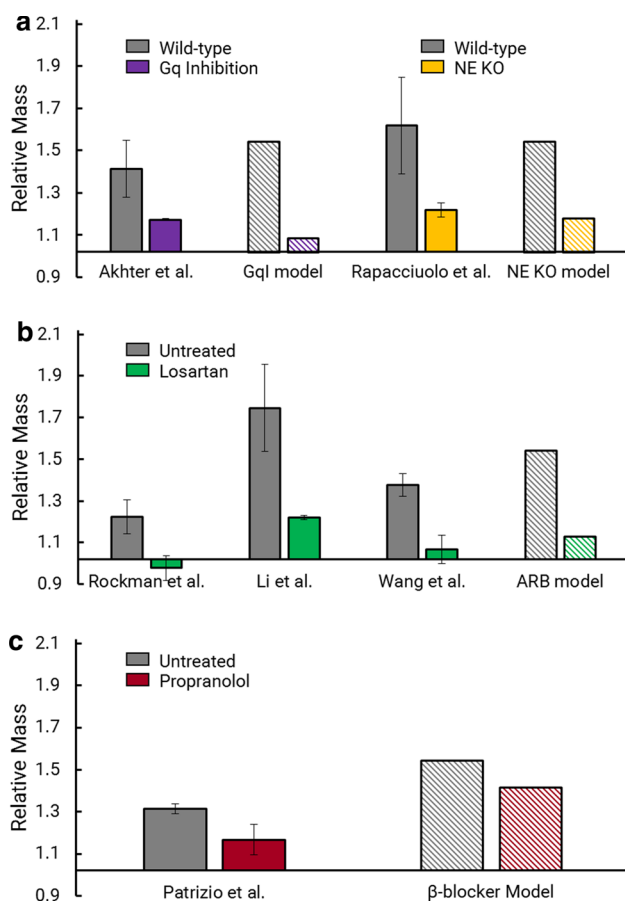 a
Relative Mass
2.1
1.9
1.7
1.5
1.3
1.1
0.9
Wild-type
Gq Inhibition
Wild-type
NE KO
Akhter et al.
GqI model
Rapacciuolo et al.
NE KO model
b
Relative Mass
2.1
1.9
1.7
1.5
1.3
1.1
0.9
Untreated
Losartan
Rockman et al.
Li et al.
Wang et al.
ARB model
c
Relative Mass
2.1
1.9
1.7
1.5
1.3
1.1
0.9
Untreated
Propranolol
Patrizio et al.
β-blocker Model